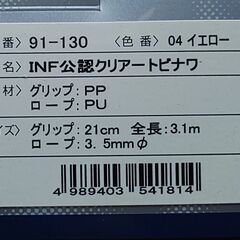 番〉 91-130 〈色 番〉 04 イエロー
名〉 INF公認クリアートビナワ
材〉 グリップ:PP
ロープ:PU
イズ〉 グリップ:21cm 全長:3.1m
ロープ:3.5mmφ
4 989403 541814